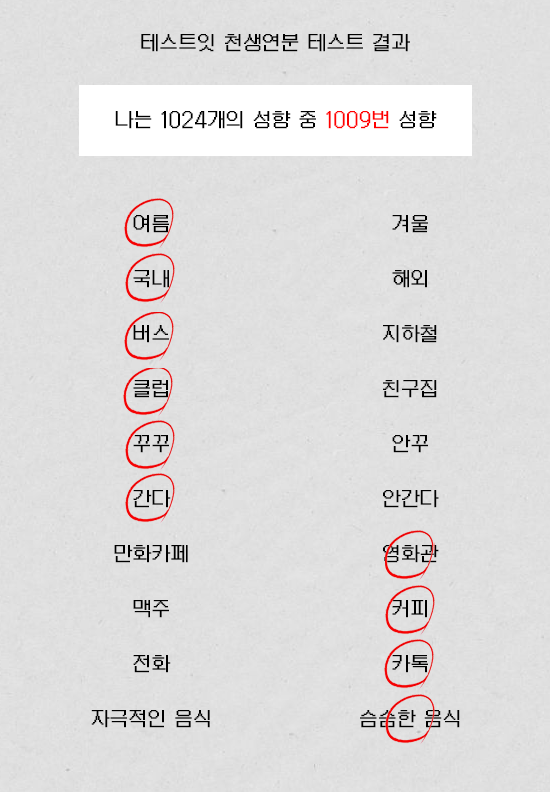 테스트잇 천생연분 테스트 결과
나는 1024개의 성향 중 1009번 성향
여름 겨울
국내 해외
버스 지하철
클럽 친구집
꾸꾸 안꾸
간다 안간다
만화카페 영화관
맥주 커피
전화 카톡
자극적인 음식 슴슴한 음식